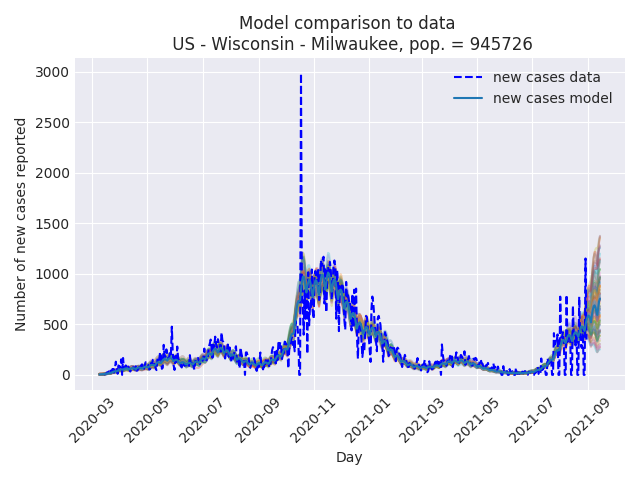 Model comparison to data
US - Wisconsin - Milwaukee, pop. = 945726
new cases data
new cases model
Number of new cases reported
3000
2500
2000
1500
1000
500
0
2020-03
2020-05
2020-07
2020-09
2020-11
2021-01
2021-03
2021-05
2021-07
2021-09
Day